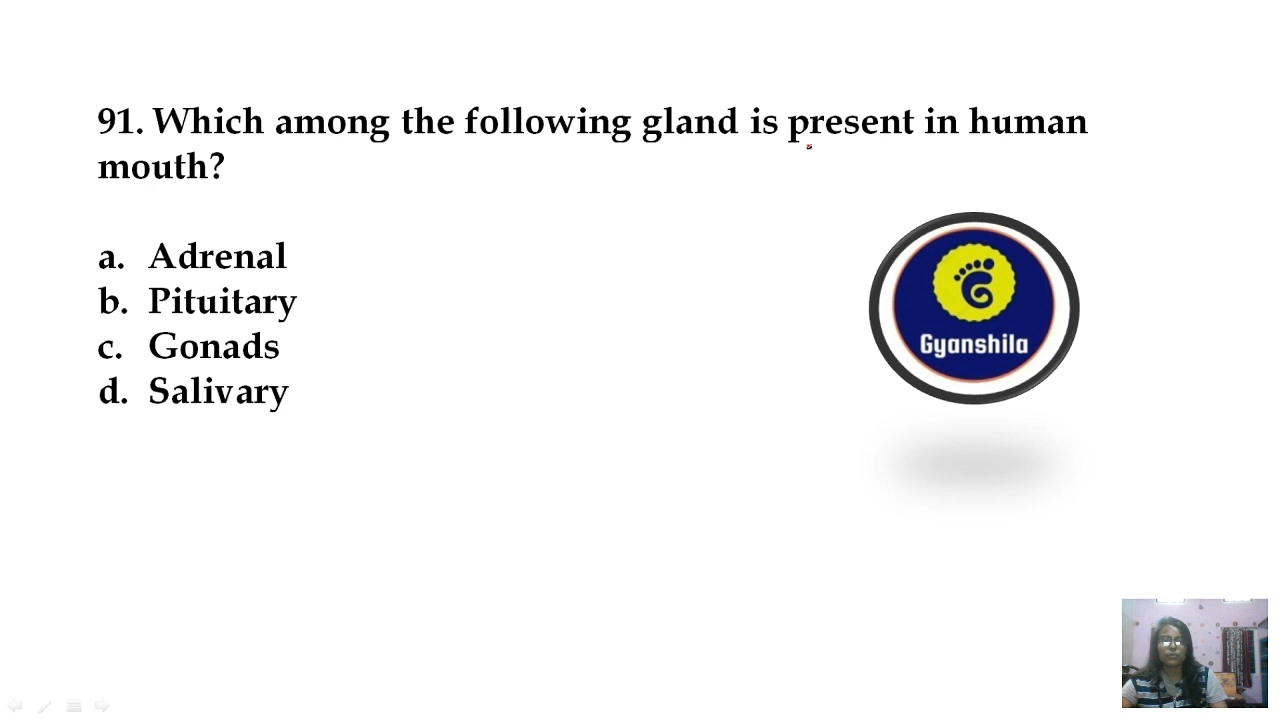 91. Which among the following gland is present in human
mouth?
a. Adrenal
b. Pituitary
c. Gonads
d. Salivary
Gyanshila